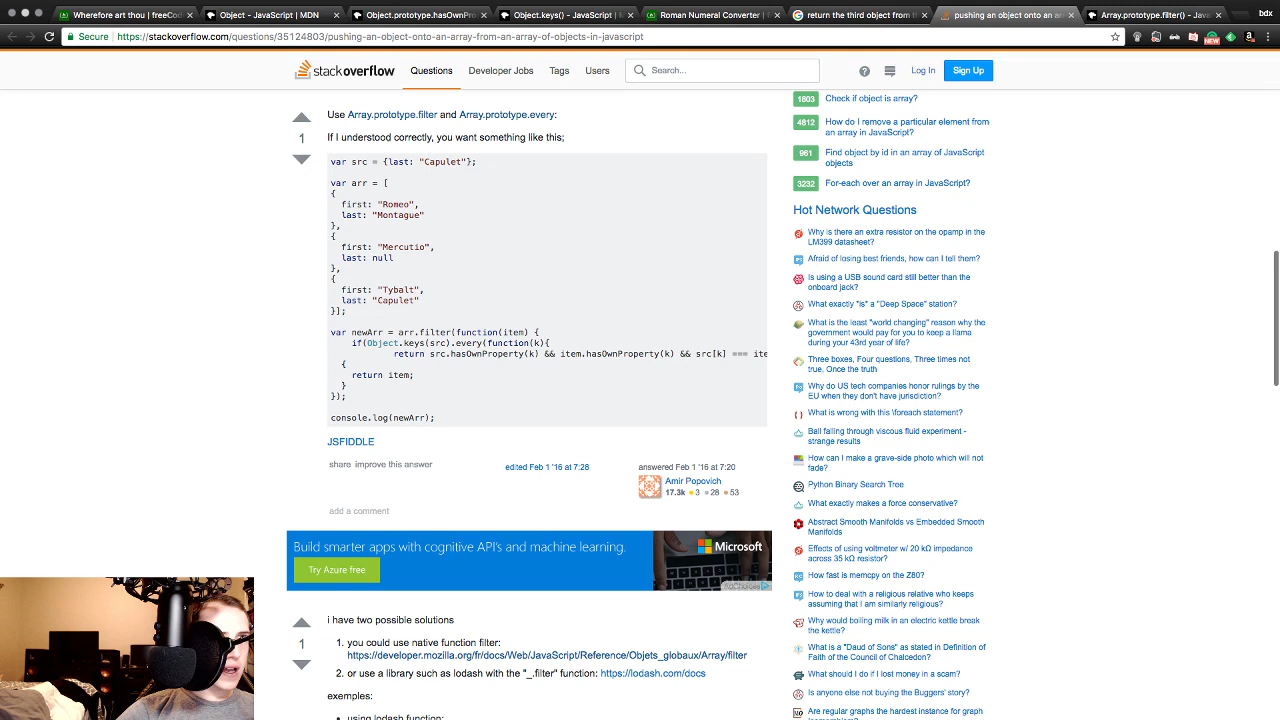 Wherefore art thou | freeCod
Object - JavaScript | MDN
Object.prototype.hasOwnPro
Object.keys() - JavaScript |
Roman Numeral Converter |
return the third object from t
pushing an object onto an ar
Array.prototype.filter() - Java
bdx
Secure
https://stackoverflow.com/questions/35124803/pushing-an-object-onto-an-array-from-an-array-of-objects-in-javascript
NEW
stackoverflow
Questions
Developer Jobs
Tags
Users
Search...
?
Log In
Sign Up
1
Use Array.prototype.filter and Array.prototype.every:
If I understood correctly, you want something like this;
var src = {last: "Capulet"};
var arr = [
{
first: "Romeo",
last: "Montague"
},
{
first: "Mercutio",
last: null
},
{
first: "Tybalt",
last: "Capulet"
}];
var newArr = arr.filter(function(item) {
if(Object.keys(src).every(function(k){
return src.hasOwnProperty(k) && item.hasOwnProperty(k) && src[k] === ite
{
return item;
}
});
console.log(newArr);
JSFIDDLE
share improve this answer
edited Feb 1 '16 at 7:28
answered Feb 1 '16 at 7:20
Amir Popovich
17.3k 3 28 53
add a comment
Build smarter apps with cognitive API's and machine learning.
Try Azure free
Microsoft
AdChoices
1
i have two possible solutions
1. you could use native function filter:
https://developer.mozilla.org/fr/docs/Web/JavaScript/Reference/Objets_globaux/Array/filter
2. or use a library such as lodash with the "_.filter" function: https://lodash.com/docs
exemples:
• using lodash function:
1803 Check if object is array?
4812 How do I remove a particular element from
an array in JavaScript?
961 Find object by id in an array of JavaScript
objects
3232 For-each over an array in JavaScript?
Hot Network Questions
Why is there an extra resistor on the opamp in the
LM399 datasheet?
Afraid of losing best friends, how can I tell them?
Is using a USB sound card still better than the
onboard jack?
What exactly *is* a "Deep Space" station?
What is the least "world changing" reason why the
government would pay for you to keep a llama
during your 43rd year of life?
Three boxes, Four questions, Three times not
true, Once the truth
Why do US tech companies honor rulings by the
EU when they don't have jurisdiction?
What is wrong with this \foreach statement?
Ball falling through viscous fluid experiment -
strange results
How can I make a grave-side photo which will not
fade?
Python Binary Search Tree
What exactly makes a force conservative?
Abstract Smooth Manifolds vs Embedded Smooth
Manifolds
Effects of using voltmeter w/ 20 kΩ impedance
across 35 kΩ resistor?
How fast is memcpy on the Z80?
How to deal with a religious relative who keeps
assuming that I am similarly religious?
Why would boiling milk in an electric kettle break
the kettle?
What is a "Daud of Sons" as stated in Definition of
Faith of the Council of Chalcedon?
What should I do if I lost money in a scam?
Is anyone else not buying the Buggers' story?
Are regular graphs the hardest instance for graph